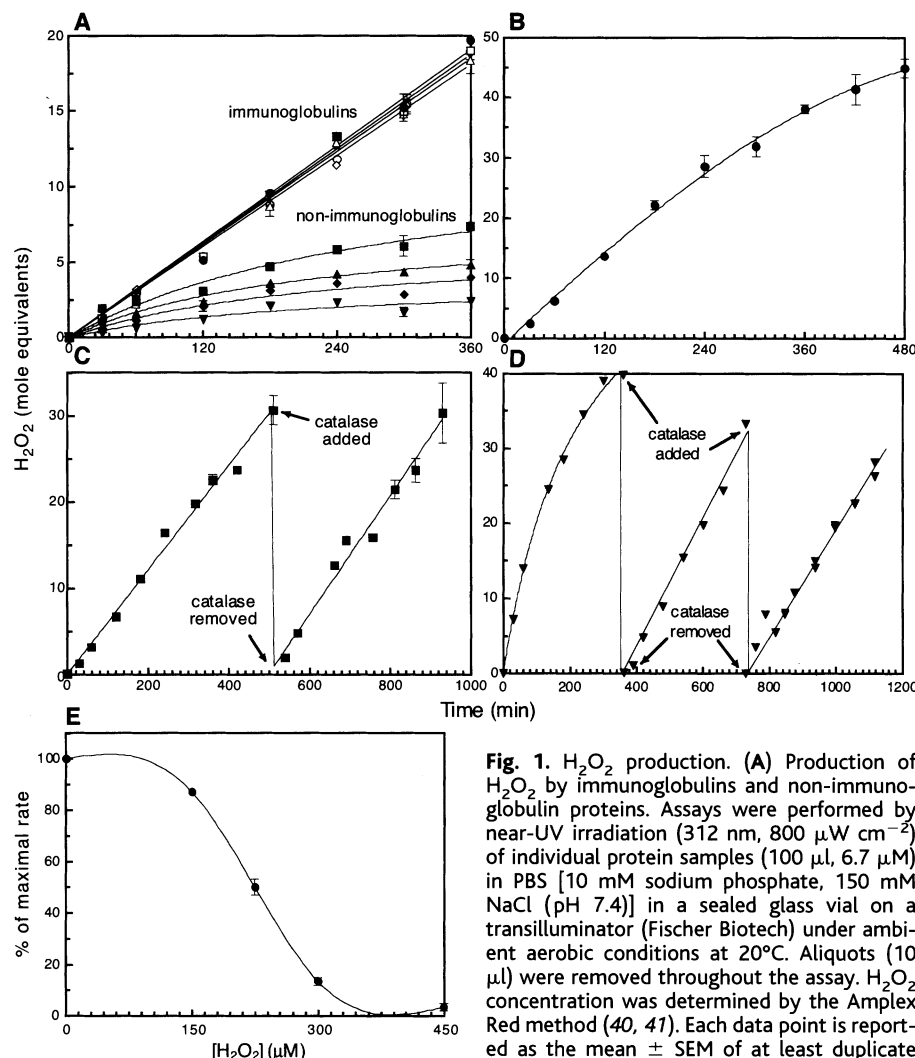 A
B
20
15
10
5
0
immunoglobulins
non-immunoglobulins
0
120
240
360
50
40
30
20
10
0
0
120
240
360
480
H₂O₂ (mole equivalents)
C
D
30
20
10
0
catalase
added
catalase
removed
0
200
400
600
800
1000
40
30
20
10
0
catalase
added
catalase
removed
0
200
400
600
800
1000
1200
Time (min)
E
100
80
60
40
20
0
% of maximal rate
0
150
300
450
[H₂O₂] (μM)
Fig. 1. H₂O₂ production. (A) Production of
H₂O₂ by immunoglobulins and non-immuno-
globulin proteins. Assays were performed by
near-UV irradiation (312 nm, 800 μW cm⁻²)
of individual protein samples (100 μl, 6.7 μM)
in PBS [10 mM sodium phosphate, 150 mM
NaCl (pH 7.4)] in a sealed glass vial on a
transilluminator (Fischer Biotech) under ambi-
ent aerobic conditions at 20°C. Aliquots (10
μl) were removed throughout the assay. H₂O₂
concentration was determined by the Amplex
Red method (40, 41). Each data point is report-
ed as the mean ± SEM of at least duplicate